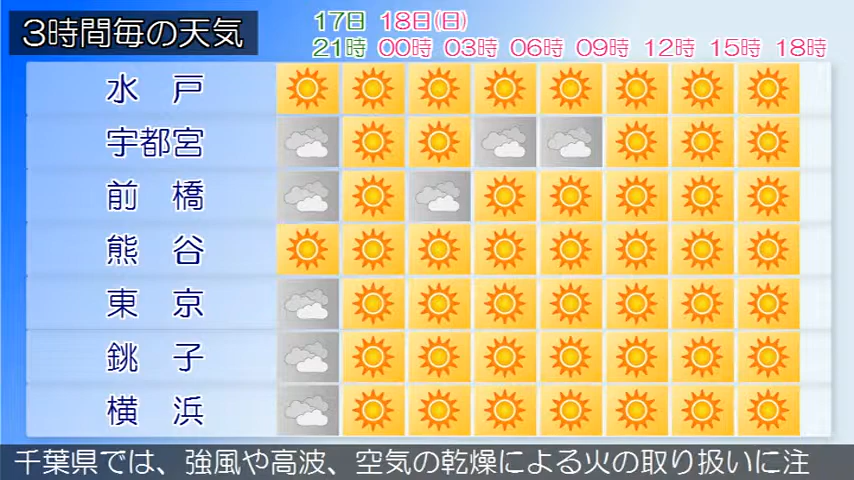 3時間毎の天気
17日 18日(日)
21時 00時 03時 06時 09時 12時 15時 18時
水 戸
宇都宮
前 橋
熊 谷
東 京
銚 子
横 浜
千葉県では、強風や高波、空気の乾燥による火の取り扱いに注